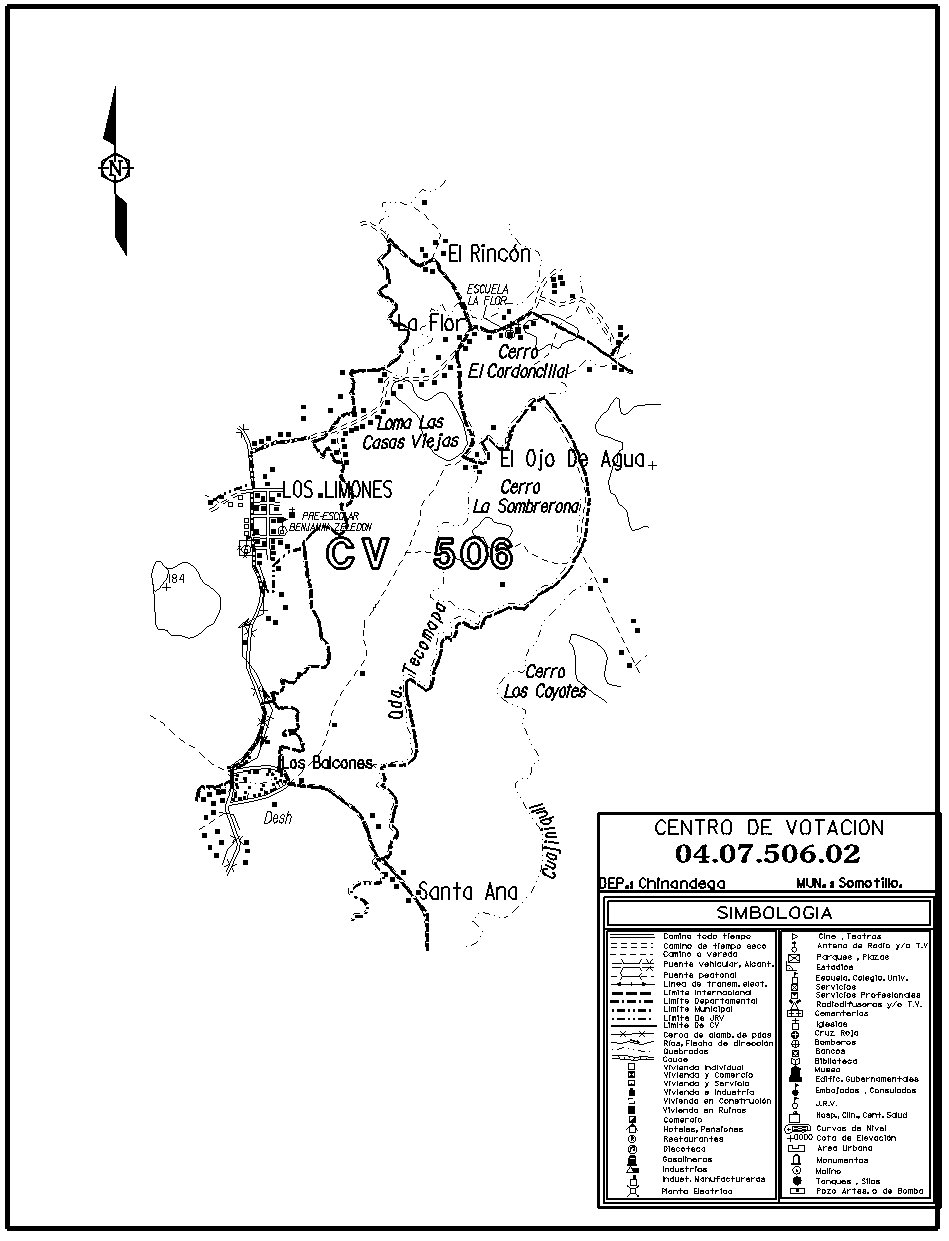 N
El Rincón
ESCUELA
LA FLOR
La Flor
Cerro
El Cordoncillal
Loma Las
Casas Viejas
El Ojo De Agua
LOS LIMONES
Cerro
La Sombrerona
PRE-ESCOLAR
BENJAMIN ZELEDON
CV 506
184
Qda. Tecomapa
Cerro
Los Coyotes
Los Balcones
Desh
Santa Ana
CENTRO DE VOTACION
04.07.506.02
DEP.: Chinandega MUN.: Somotillo.
SIMBOLOGIA
Camino todo tiempo
Camino de tiempo seco
Camino o vereda
Puente vehicular, Alcant.
Puente peatonal
Linea de transm. elect.
Limite Internacional
Limite Departamental
Limite Municipal
Limite De JRV
Limite De CV
Cerca de alamb. de púas
Rios, Flecha de dirección
Quebradas
Cauce
Vivienda Individual
Vivienda y Comercio
Vivienda y Servicio
Vivienda e Industria
Vivienda en Construción
Vivienda en Ruinas
Comercio
Hoteles, Pensiones
Restaurantes
Discoteca
Gasolineras
Industrias
Indust. Manufactureras
Planta Electrica
Cine, Teatros
Antena de Radio y/o T.V
Parques, Plazas
Estadios
Escuela, Colegio, Univ.
Servicios
Servicios Profesionales
Radiodifusoras y/o T.V.
Cementerios
Iglesias
Cruz Roja
Bomberos
Bancos
Biblioteca
Museo
Edific. Gubernamentales
Embajadas, Consulados
J.R.V.
Hosp., Clin., Cent. Salud
Curvas de Nivel
0000 Cota de Elevación
Area Urbana
Monumentos
Molino
Tanques, Silos
Pozo Artes. o de Bomba